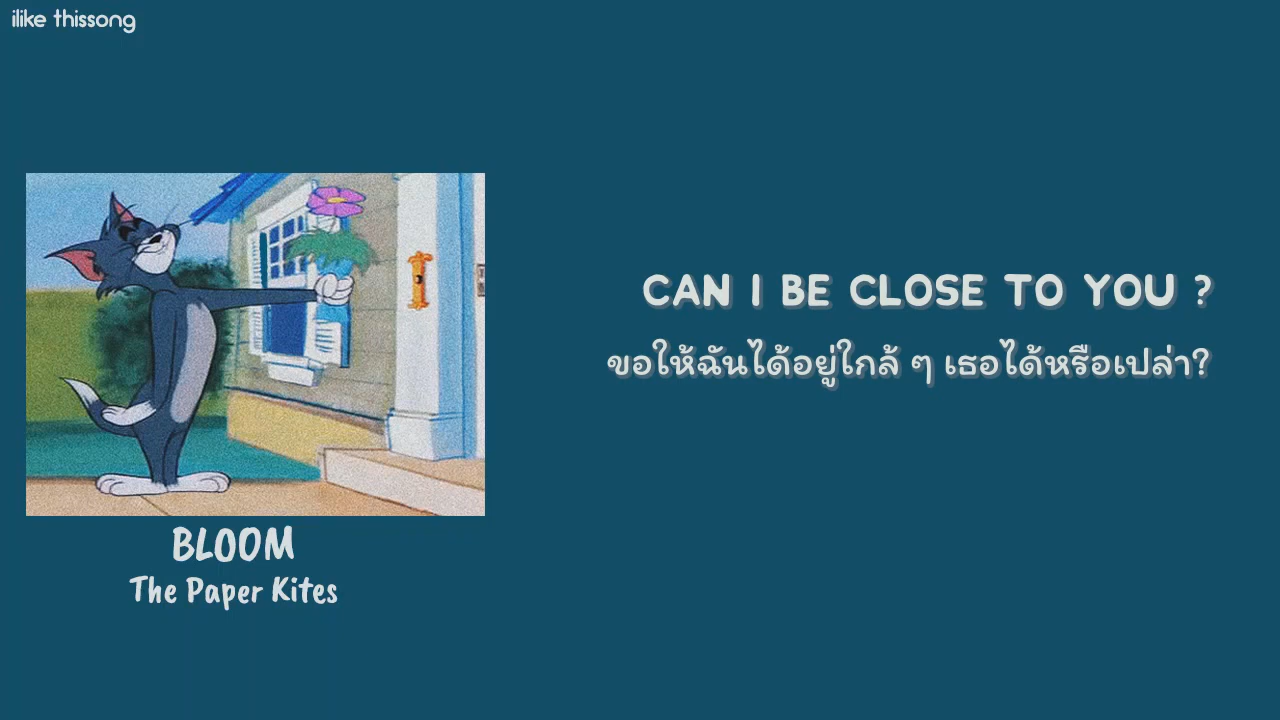 ilike thissong
CAN I BE CLOSE TO YOU ?
ขอให้ฉันได้อยู่ใกล้ ๆ เธอได้หรือเปล่า?
BLOOM
The Paper Kites